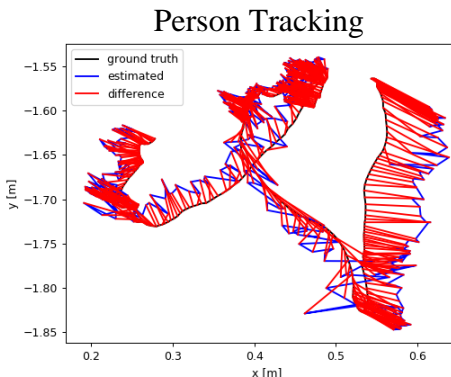 Person Tracking
ground truth
estimated
difference
y [m]
−1.55
−1.60
−1.65
−1.70
−1.75
−1.80
−1.85
0.2 0.3 0.4 0.5 0.6
x [m]